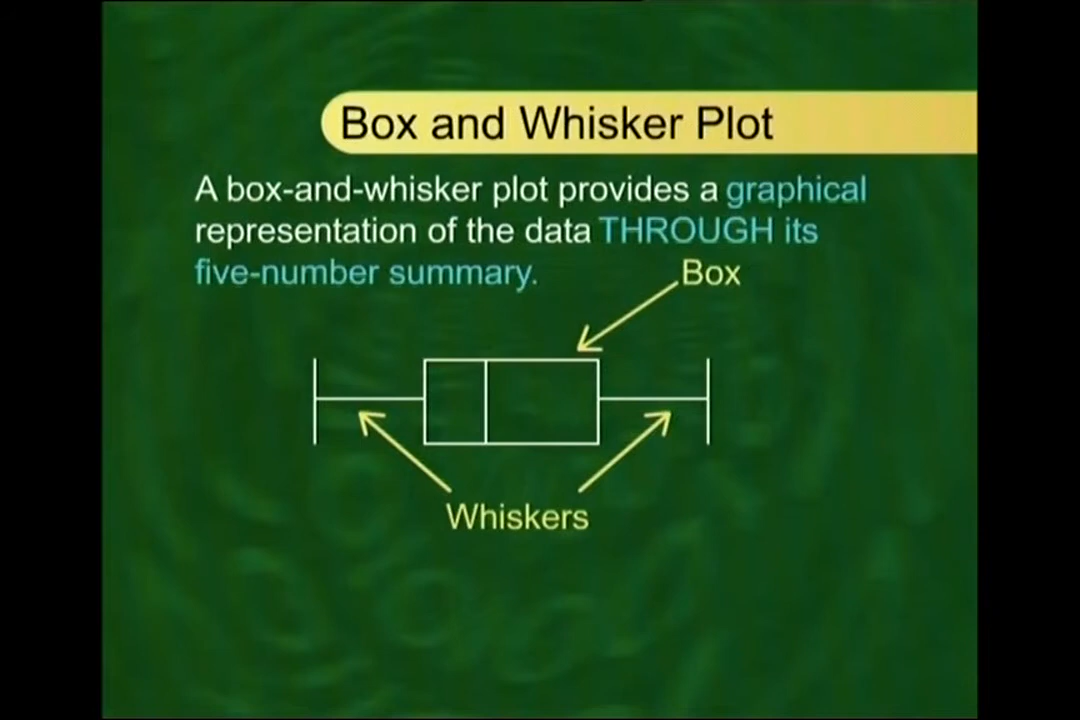 Box and Whisker Plot
A box-and-whisker plot provides a graphical
representation of the data THROUGH its
five-number summary.
Box
Whiskers